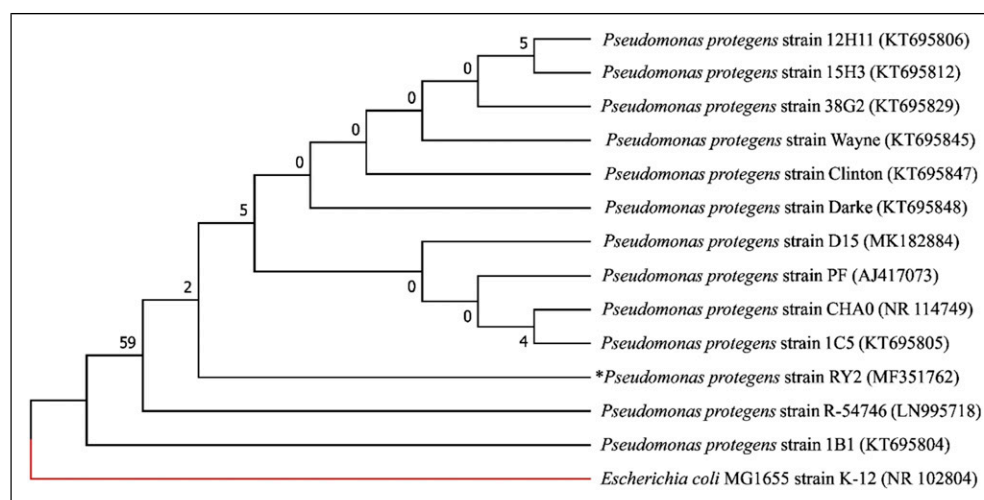 5
Pseudomonas protegens strain 12H11 (KT695806)
0
Pseudomonas protegens strain 15H3 (KT695812)
0
Pseudomonas protegens strain 38G2 (KT695829)
0
Pseudomonas protegens strain Wayne (KT695845)
0
Pseudomonas protegens strain Clinton (KT695847)
5
Pseudomonas protegens strain Darke (KT695848)
Pseudomonas protegens strain D15 (MK182884)
2
0
Pseudomonas protegens strain PF (AJ417073)
0
Pseudomonas protegens strain CHA0 (NR 114749)
59
4
Pseudomonas protegens strain 1C5 (KT695805)
*Pseudomonas protegens strain RY2 (MF351762)
Pseudomonas protegens strain R-54746 (LN995718)
Pseudomonas protegens strain 1B1 (KT695804)
Escherichia coli MG1655 strain K-12 (NR 102804)